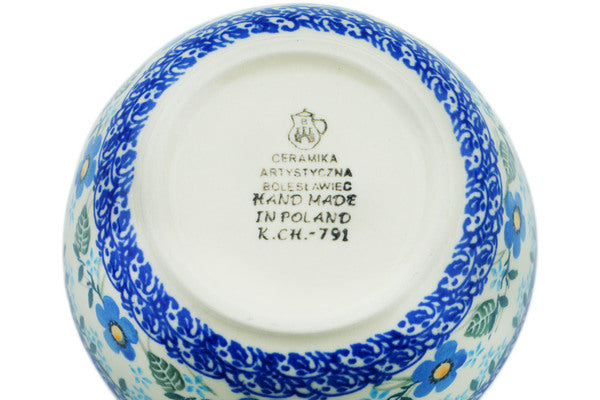 B
CERAMIKA
ARTYSTYCZNA
BOLESŁAWIEC
HAND MADE
IN POLAND
K.CH.-791